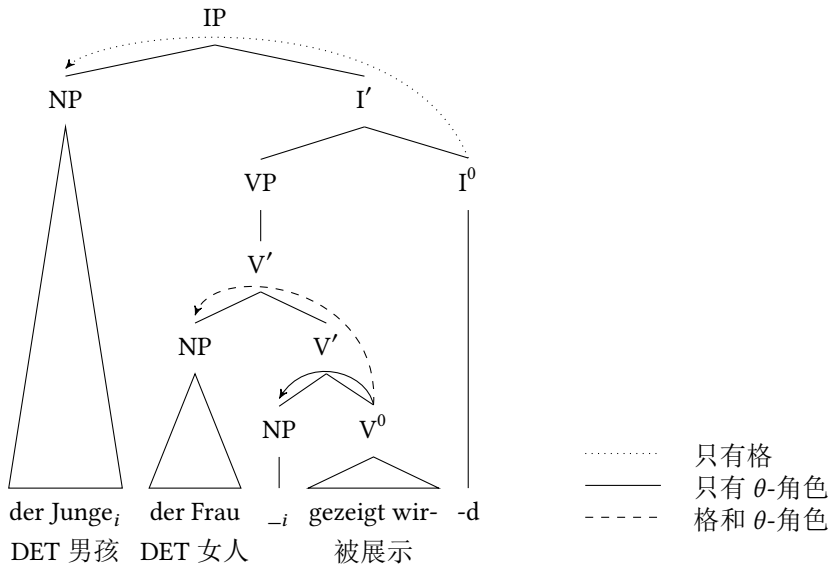 IP
NP I′
VP I⁰
V′
NP V′
NP V⁰
der Jungeᵢ der Frau _ᵢ gezeigt wir- -d
DET 男孩 DET 女人 被展示
只有格
只有 θ-角色
格和 θ-角色